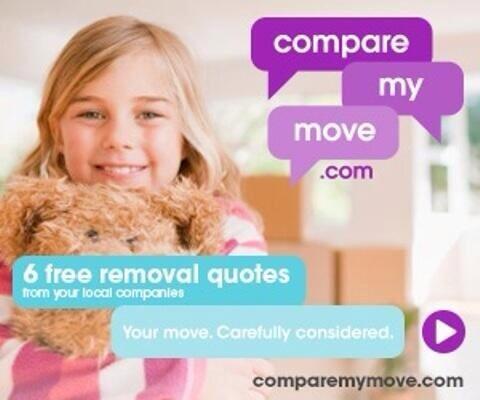 compare
my
move
.com
6 free removal quotes
from your local companies
Your move. Carefully considered.
comparemymove.com